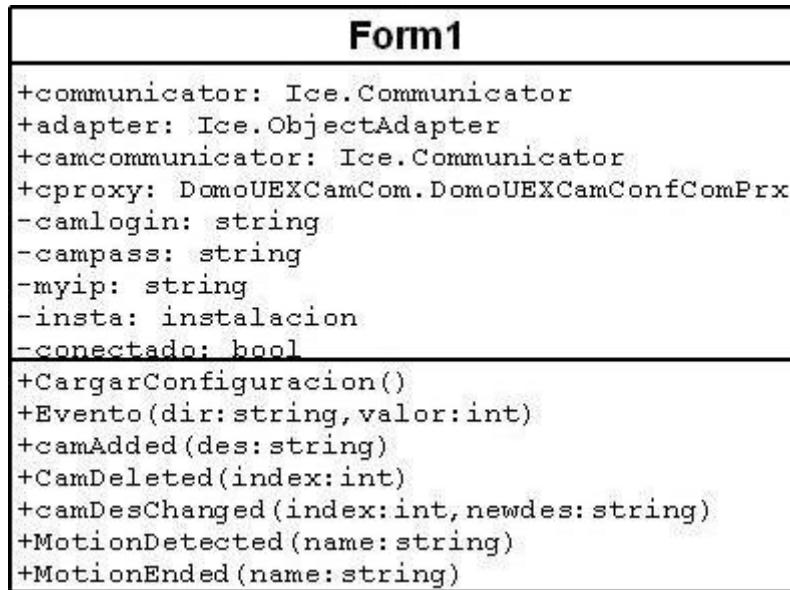 Form1
+communicator: Ice.Communicator
+adapter: Ice.ObjectAdapter
+camcommunicator: Ice.Communicator
+cproxy: DomoUEXCamCom.DomoUEXCamConfComPrx
-camlogin: string
-campass: string
-myip: string
-insta: instalacion
-conectado: bool
+CargarConfiguracion()
+Evento(dir:string,valor:int)
+camAdded(des:string)
+CamDeleted(index:int)
+camDesChanged(index:int,newdes:string)
+MotionDetected(name:string)
+MotionEnded(name:string)